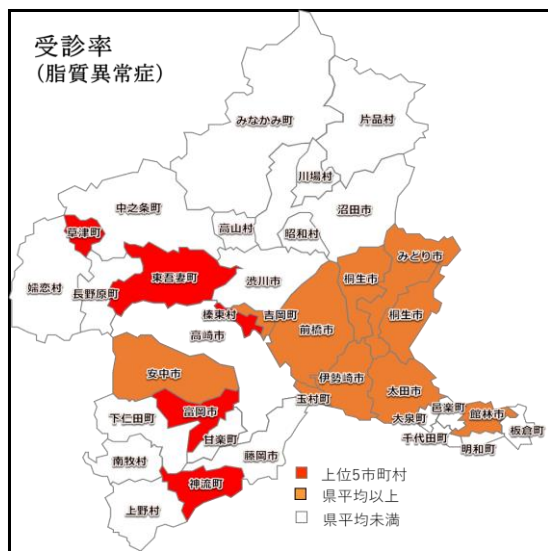 受診率
(脂質異常症)
みなかみ町
片品村
川場村
中之条町
沼田市
高山村
昭和村
草津町
みどり市
東吾妻町
渋川市
桐生市
嬬恋村
長野原町
榛東村
吉岡町
桐生市
前橋市
高崎市
安中市
伊勢崎市
太田市
富岡市
玉村町
邑楽町
下仁田町
大泉町
館林市
甘楽町
千代田町
板倉町
明和町
藤岡市
南牧村
神流町
上野村
上位5市町村
県平均以上
県平均未満